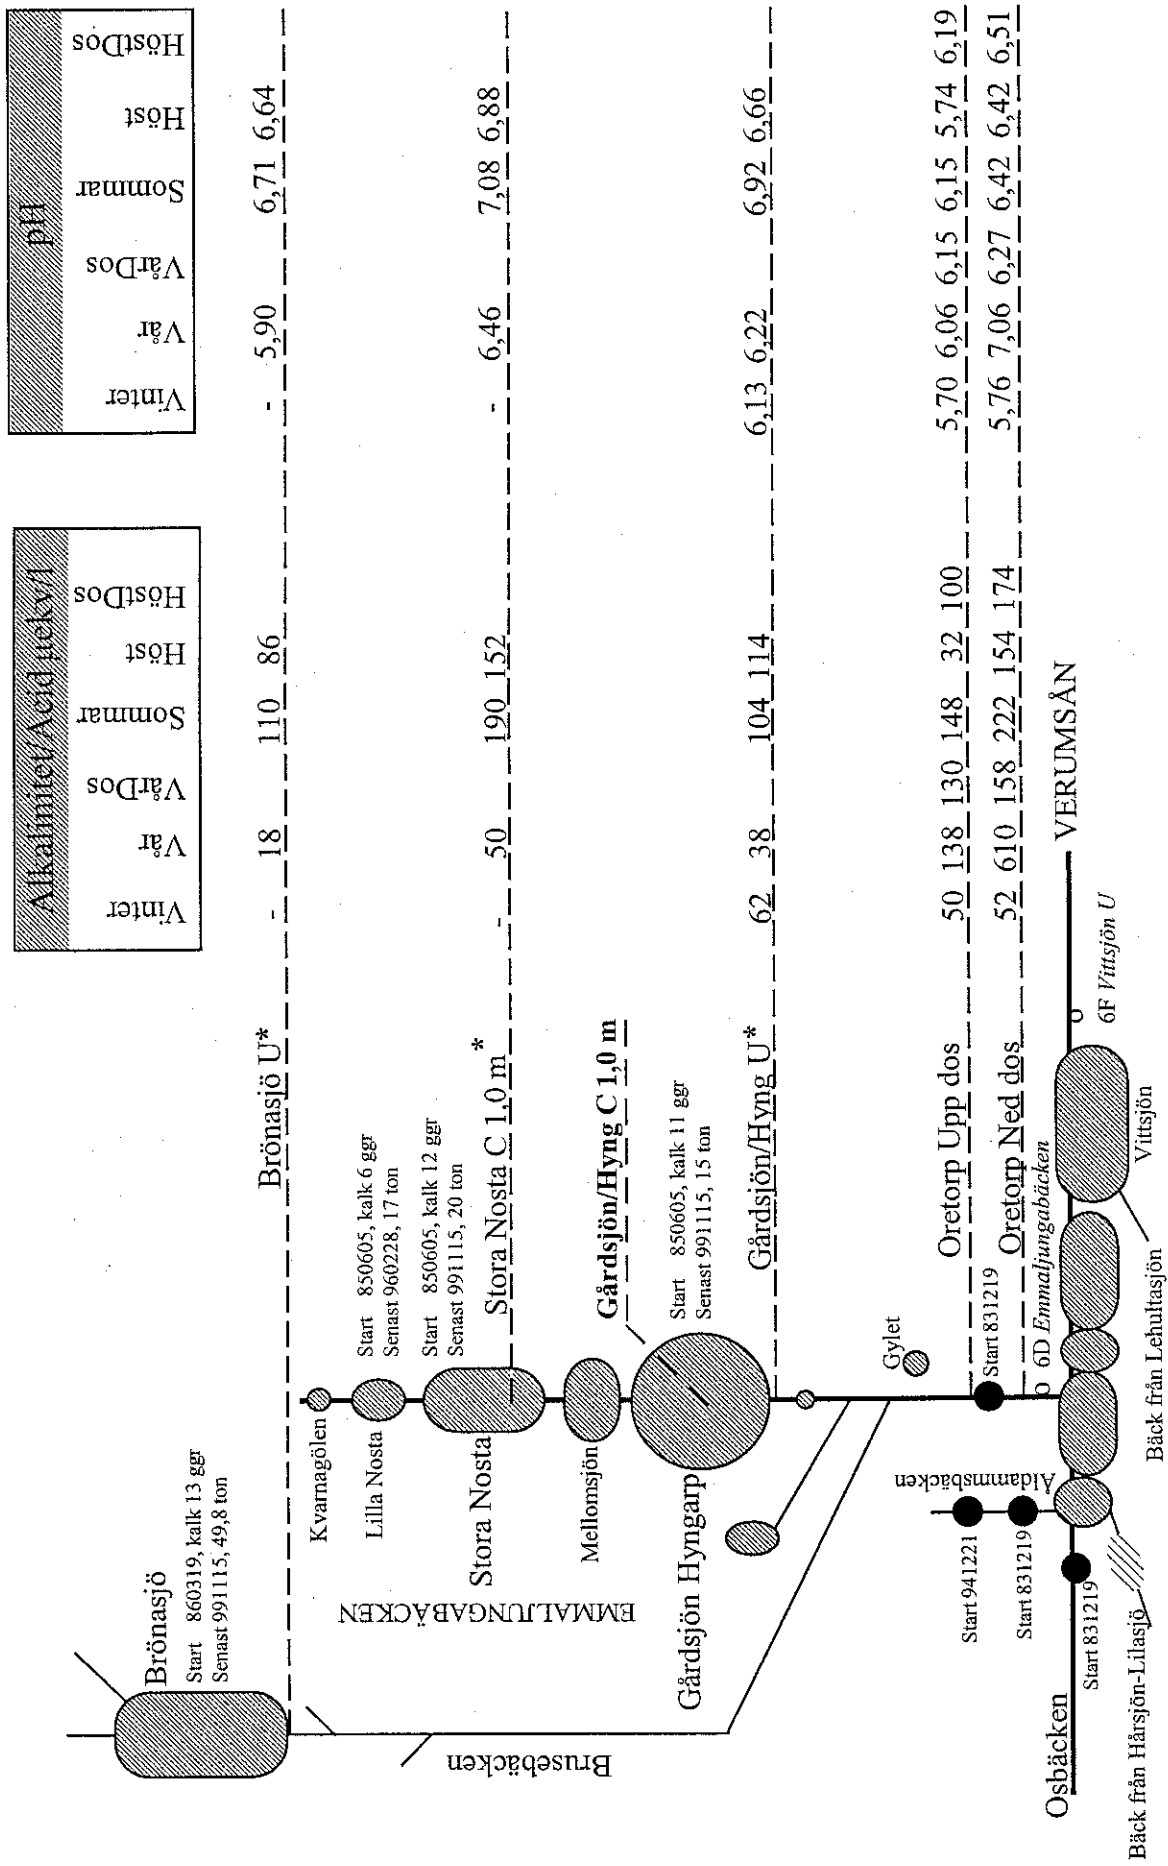 Alkalinitet/Acid µekv/l
Vinter Vår VårDos Sommar Höst HöstDos
pH
Vinter Vår VårDos Sommar Höst HöstDos
Brönasjö
Start 860319, kalk 13 ggr
Senast 991115, 49,8 ton
Brönasjö U* - 18 110 86 - 5,90 6,71 6,64
Kvarnagölen
Lilla Nosta
Start 850605, kalk 6 ggr
Senast 960228, 17 ton
Stora Nosta
Start 850605, kalk 12 ggr
Senast 991115, 20 ton
Stora Nosta C 1,0 m* - 50 190 152 - 6,46 7,08 6,88
Mellomsjön
EMMALJUNGABÄCKEN
Brusebäcken
Gårdsjön/Hyng C 1,0 m
Gårdsjön Hyngarp
Start 850605, kalk 11 ggr
Senast 991115, 15 ton
Gårdsjön/Hyng U* 62 38 104 114 6,13 6,22 6,92 6,66
Gylet
Oretorp Upp dos 50 138 130 148 32 100 5,70 6,06 6,15 6,15 5,74 6,19
Start 831219
Oretorp Ned dos 52 610 158 222 154 174 5,76 7,06 6,27 6,42 6,42 6,51
6D Emmaljungabäcken
Åldammsbäcken
Start 941221
Start 831219
Osbäcken
Start 831219
VERUMSÅN
6F Vittsjön U
Vittsjön
Bäck från Lehultasjön
Bäck från Hårsjön-Lilasjö